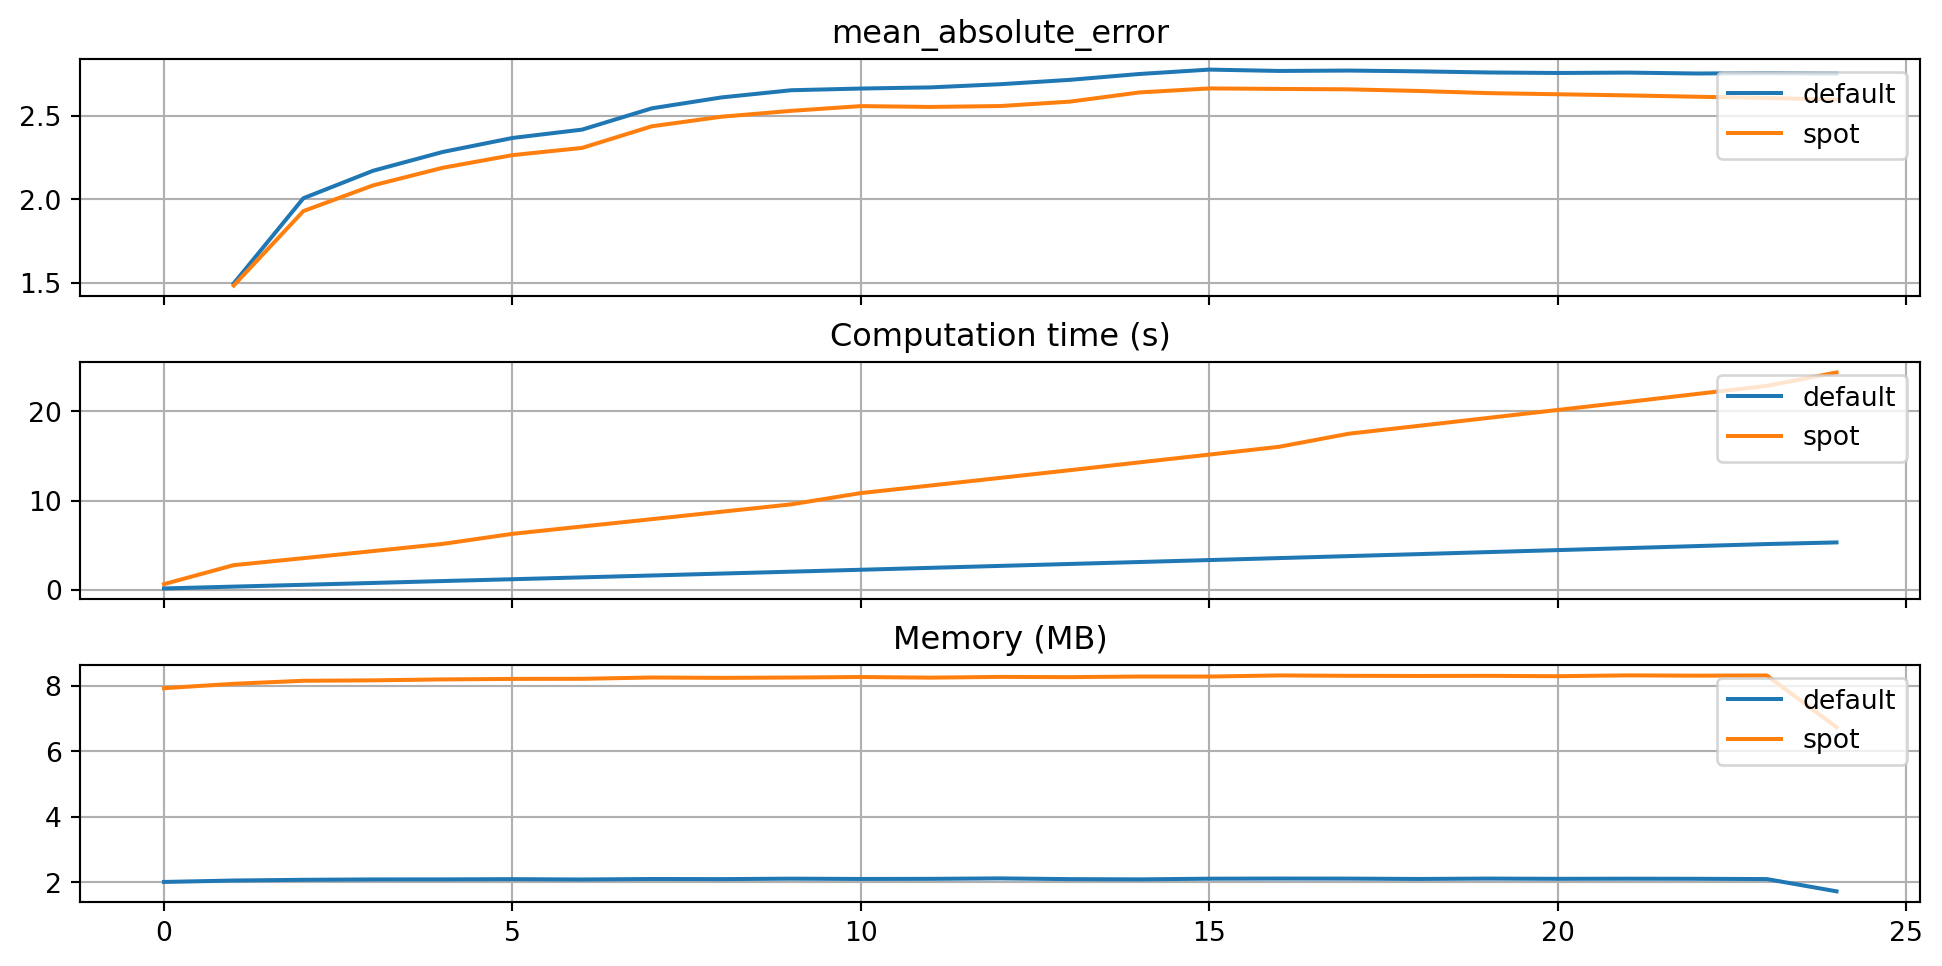 mean_absolute_error
2.5
2.0
1.5
default
spot
Computation time (s)
20
10
0
default
spot
Memory (MB)
8
6
4
2
default
spot
0 5 10 15 20 25